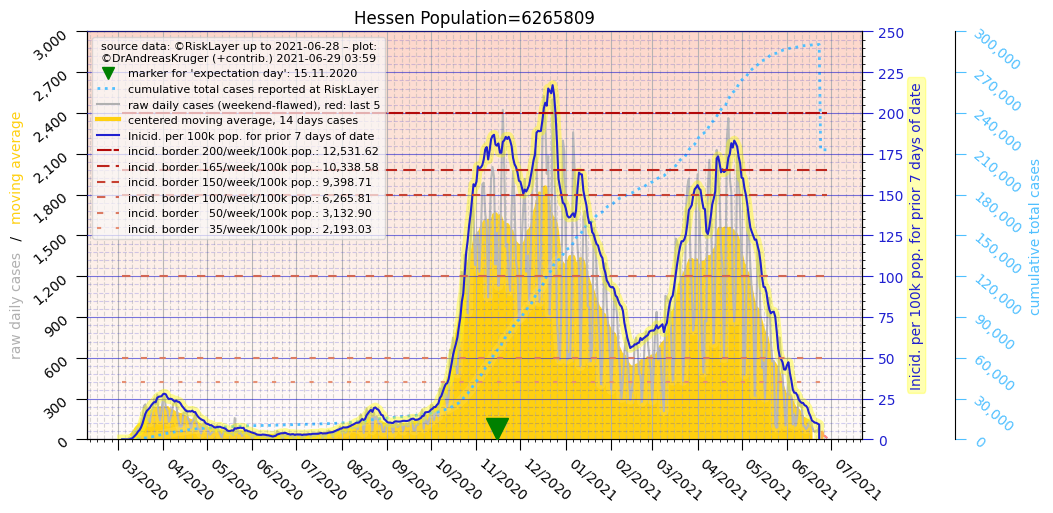 Hessen Population=6265809
source data: ©RiskLayer up to 2021-06-28 – plot:
©DrAndreasKruger (+contrib.) 2021-06-29 03:59
marker for 'expectation day': 15.11.2020
cumulative total cases reported at RiskLayer
raw daily cases (weekend-flawed), red: last 5
centered moving average, 14 days cases
Inicid. per 100k pop. for prior 7 days of date
incid. border 200/week/100k pop.: 12,531.62
incid. border 165/week/100k pop.: 10,338.58
incid. border 150/week/100k pop.: 9,398.71
incid. border 100/week/100k pop.: 6,265.81
incid. border 50/week/100k pop.: 3,132.90
incid. border 35/week/100k pop.: 2,193.03
raw daily cases / moving average
3,000
2,700
2,400
2,100
1,800
1,500
1,200
900
600
300
0
03/2020
04/2020
05/2020
06/2020
07/2020
08/2020
09/2020
10/2020
11/2020
12/2020
01/2021
02/2021
03/2021
04/2021
05/2021
06/2021
07/2021
250
225
200
175
150
125
100
75
50
25
0
Inicid. per 100k pop. for prior 7 days of date
300,000
270,000
240,000
210,000
180,000
150,000
120,000
90,000
60,000
30,000
0
cumulative total cases